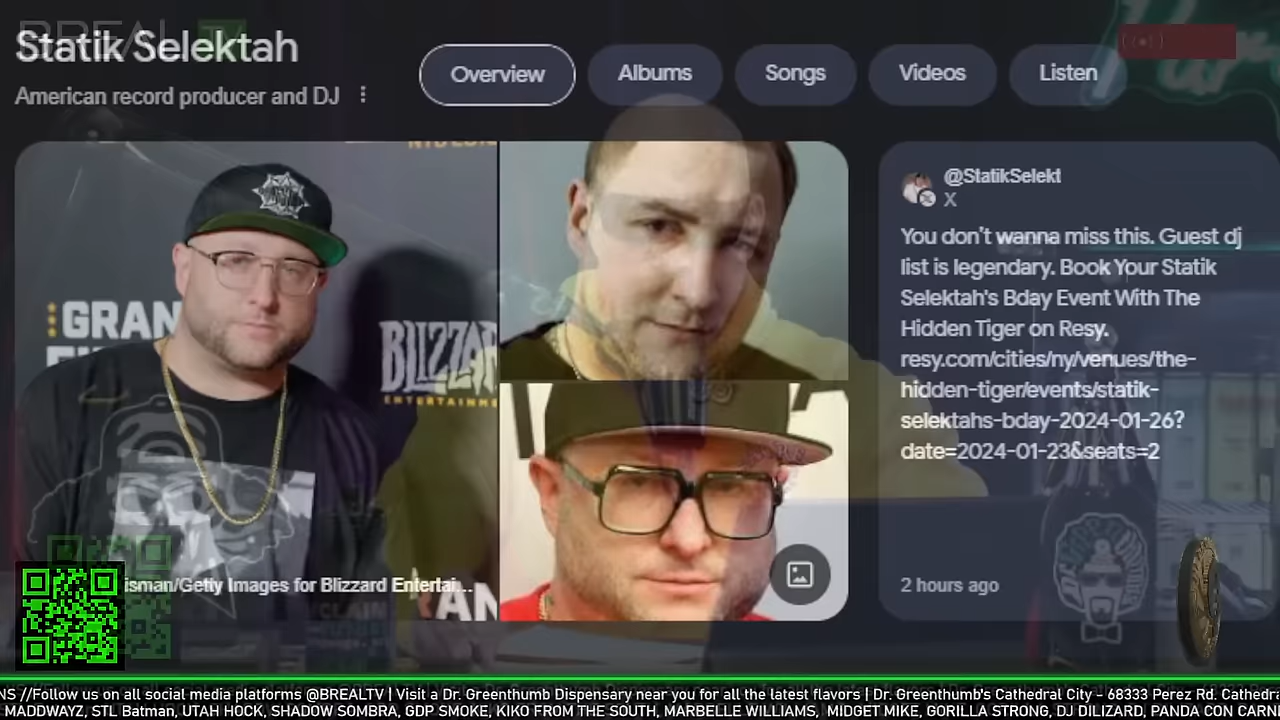 BREAL TV
Statik Selektah
American record producer and DJ
Overview
Albums
Songs
Videos
Listen
GRAN
BLIZZAR
ENTERTAINME
@StatikSelekt
X
You don't wanna miss this. Guest dj
list is legendary. Book Your Statik
Selektah's Bday Event With The
Hidden Tiger on Resy.
resy.com/cities/ny/venues/the-
hidden-tiger/events/statik-
selektahs-bday-2024-01-26?
date=2024-01-23&seats=2
2 hours ago
isman/Getty Images for Blizzard Entertai...
NS //Follow us on all social media platforms @BREALTV | Visit a Dr. Greenthumb Dispensary near you for all the latest flavors | Dr. Greenthumb's Cathedral City - 68333 Perez Rd. Cathedra
MADDWAYZ, STL Batman, UTAH HOCK, SHADOW SOMBRA, GDP SMOKE, KIKO FROM THE SOUTH, MARBELLE WILLIAMS, MIDGET MIKE, GORILLA STRONG, DJ DILIZARD, PANDA CON CARNI